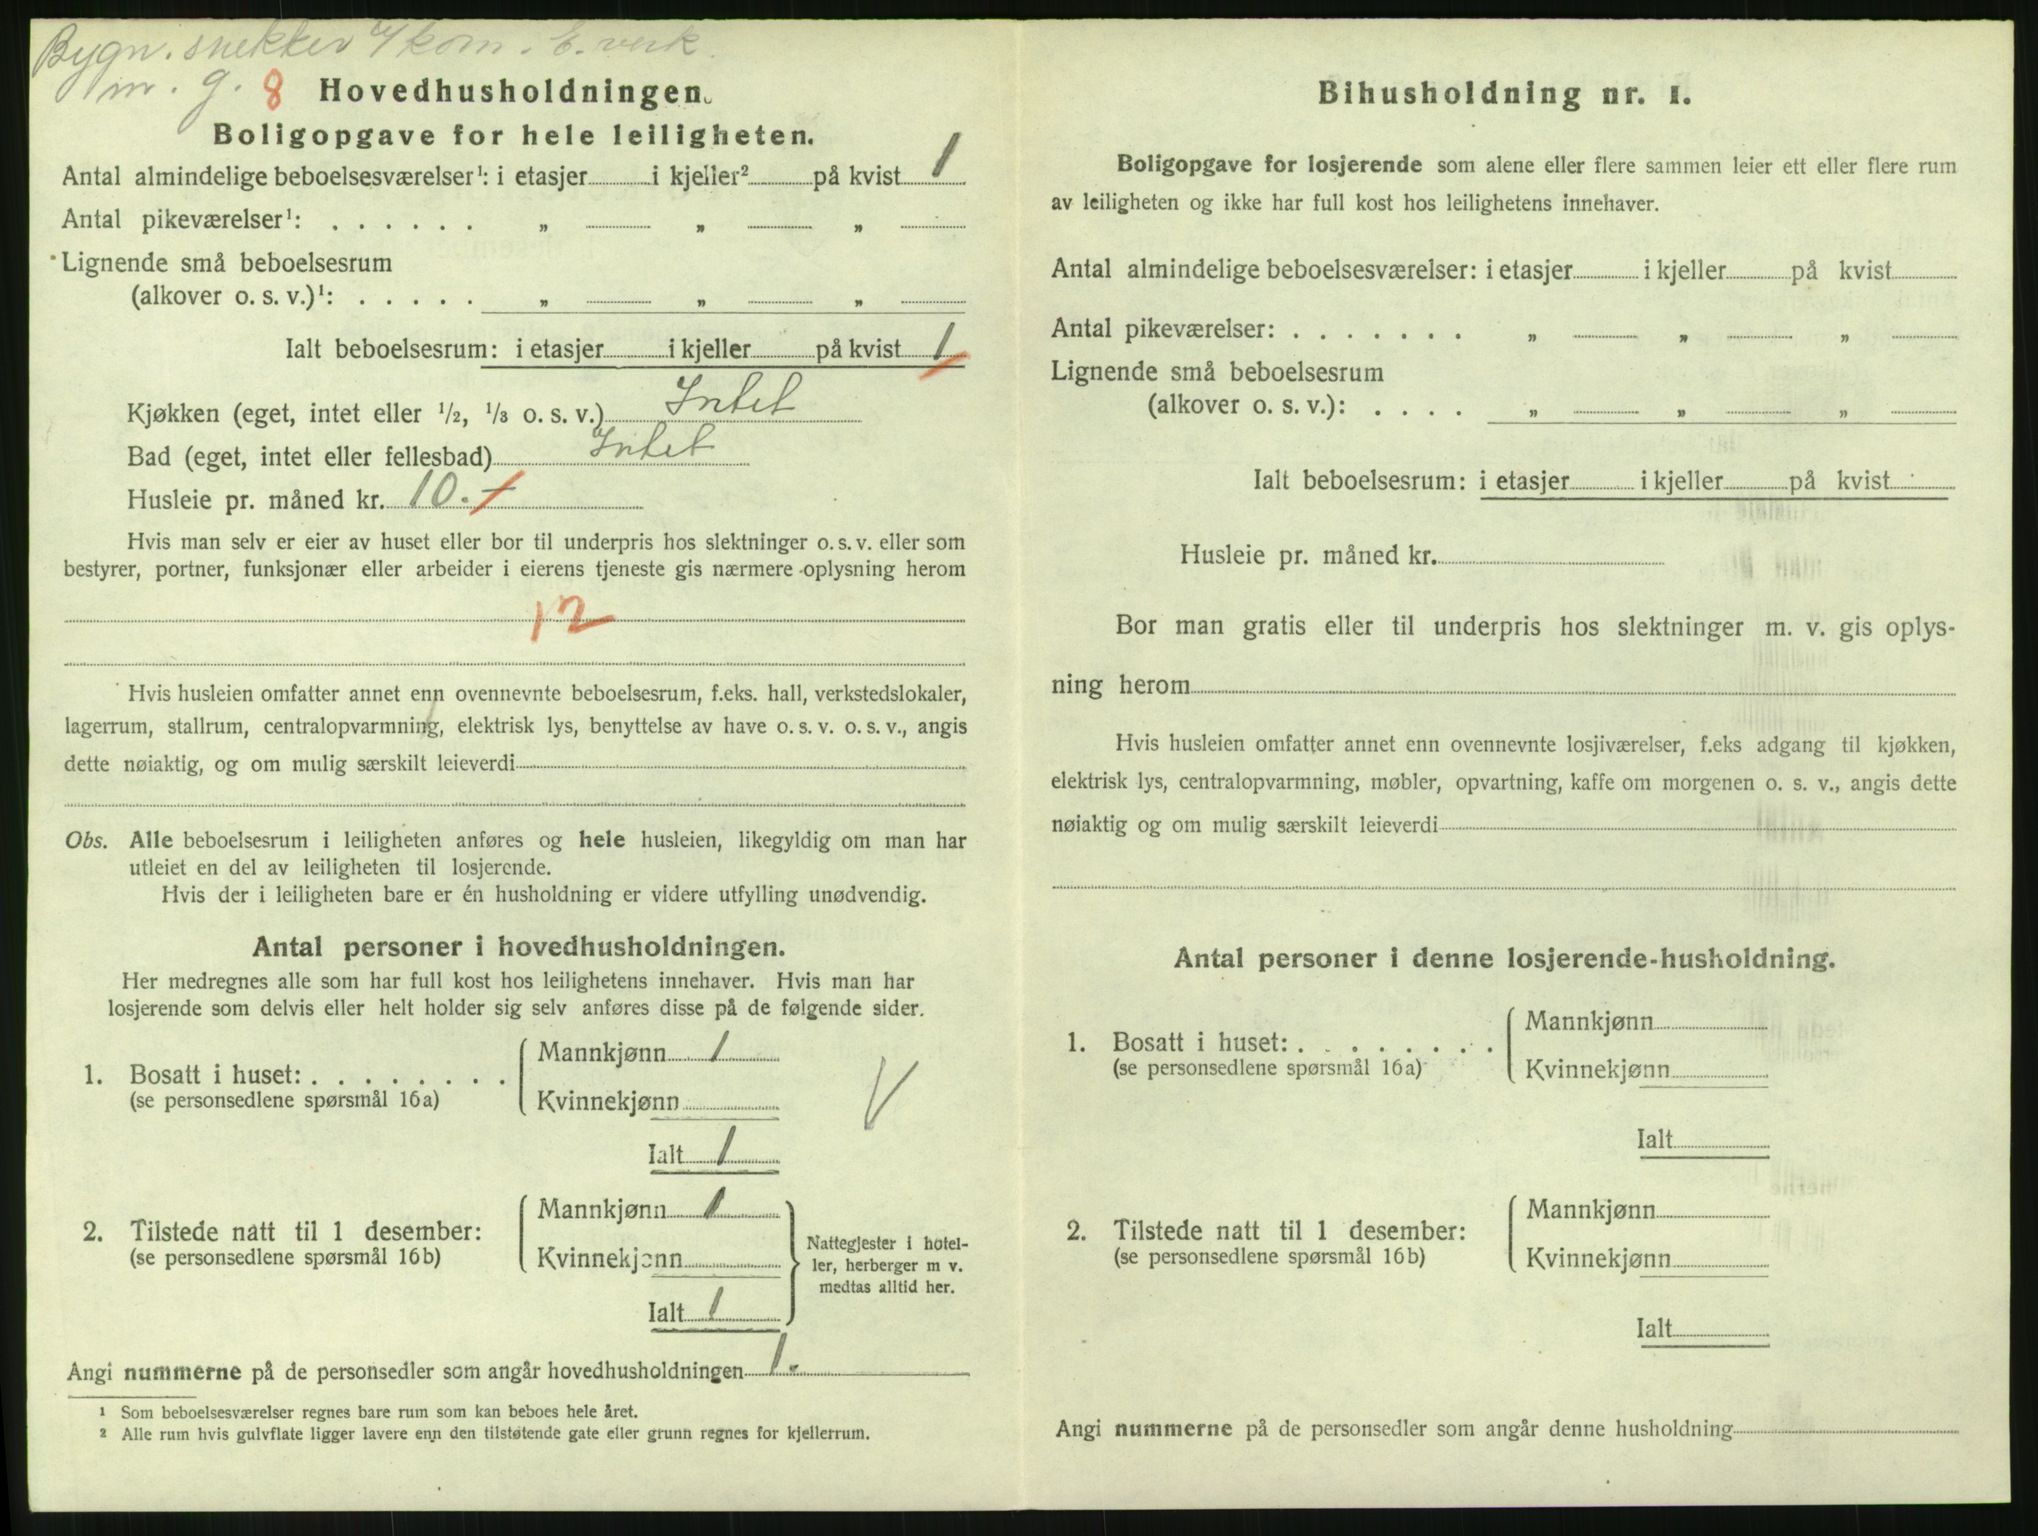 Bygn. snekker v/kom. E.verk.
m. g. 8
Hovedhusholdningen.
Boligopgave for hele leiligheten.
Antal almindelige beboelsesværelser¹: i etasjer i kjeller² på kvist 1
Antal pikeværelser¹: . . . . . . „ „ „
Lignende små beboelsesrum
(alkover o. s. v.)¹: . . . . . „ „ „
Ialt beboelsesrum: i etasjer i kjeller på kvist 1
Kjøkken (eget, intet eller 1/2, 1/3 o. s. v.) Intet
Bad (eget, intet eller fellesbad) Intet
Husleie pr. måned kr. 10.-
Hvis man selv er eier av huset eller bor til underpris hos slektninger o. s. v. eller som
bestyrer, portner, funksjonær eller arbeider i eierens tjeneste gis nærmere oplysning herom
12
Hvis husleien omfatter annet enn ovennevnte beboelsesrum, f.eks. hall, verkstedslokaler,
lagerrum, stallrum, centralopvarmning, elektrisk lys, benyttelse av have o. s. v. o. s. v., angis
dette nøiaktig, og om mulig særskilt leieverdi
Obs. Alle beboelsesrum i leiligheten anføres og hele husleien, likegyldig om man har
utleiet en del av leiligheten til losjerende.
Hvis der i leiligheten bare er én husholdning er videre utfylling unødvendig.
Antal personer i hovedhusholdningen.
Her medregnes alle som har full kost hos leilighetens innehaver. Hvis man har
losjerende som delvis eller helt holder sig selv anføres disse på de følgende sider.
1. Bosatt i huset: . . . . . . . .
(se personsedlene spørsmål 16a)
Mannkjønn 1
Kvinnekjønn
Ialt 1
2. Tilstede natt til 1 desember:
(se personsedlene spørsmål 16b)
Mannkjønn 1
Kvinnekjønn
Ialt 1
Nattegjester i hotel-
ler, herberger m v.
medtas alltid her.
Angi nummerne på de personsedler som angår hovedhusholdningen 1.
¹ Som beboelsesværelser regnes bare rum som kan beboes hele året.
² Alle rum hvis gulvflate ligger lavere enn den tilstøtende gate eller grunn regnes for kjellerrum.
Bihusholdning nr. 1.
Boligopgave for losjerende som alene eller flere sammen leier ett eller flere rum
av leiligheten og ikke har full kost hos leilighetens innehaver.
Antal almindelige beboelsesværelser: i etasjer i kjeller på kvist
Antal pikeværelser: . . . . . . . „ „ „
Lignende små beboelsesrum
(alkover o. s. v.): . . . . „ „ „
Ialt beboelsesrum: i etasjer i kjeller på kvist
Husleie pr. måned kr.
Bor man gratis eller til underpris hos slektninger m. v. gis oplys-
ning herom
Hvis husleien omfatter annet enn ovennevnte losjiværelser, f.eks adgang til kjøkken,
elektrisk lys, centralopvarmning, møbler, opvartning, kaffe om morgenen o. s. v., angis dette
nøiaktig og om mulig særskilt leieverdi
Antal personer i denne losjerende-husholdning.
1. Bosatt i huset: . . . . . . . .
(se personsedlene spørsmål 16a)
Mannkjønn
Kvinnekjønn
Ialt
2. Tilstede natt til 1 desember:
(se personsedlene spørsmål 16b)
Mannkjønn
Kvinnekjønn
Ialt
Angi nummerne på de personsedler som angår denne husholdning